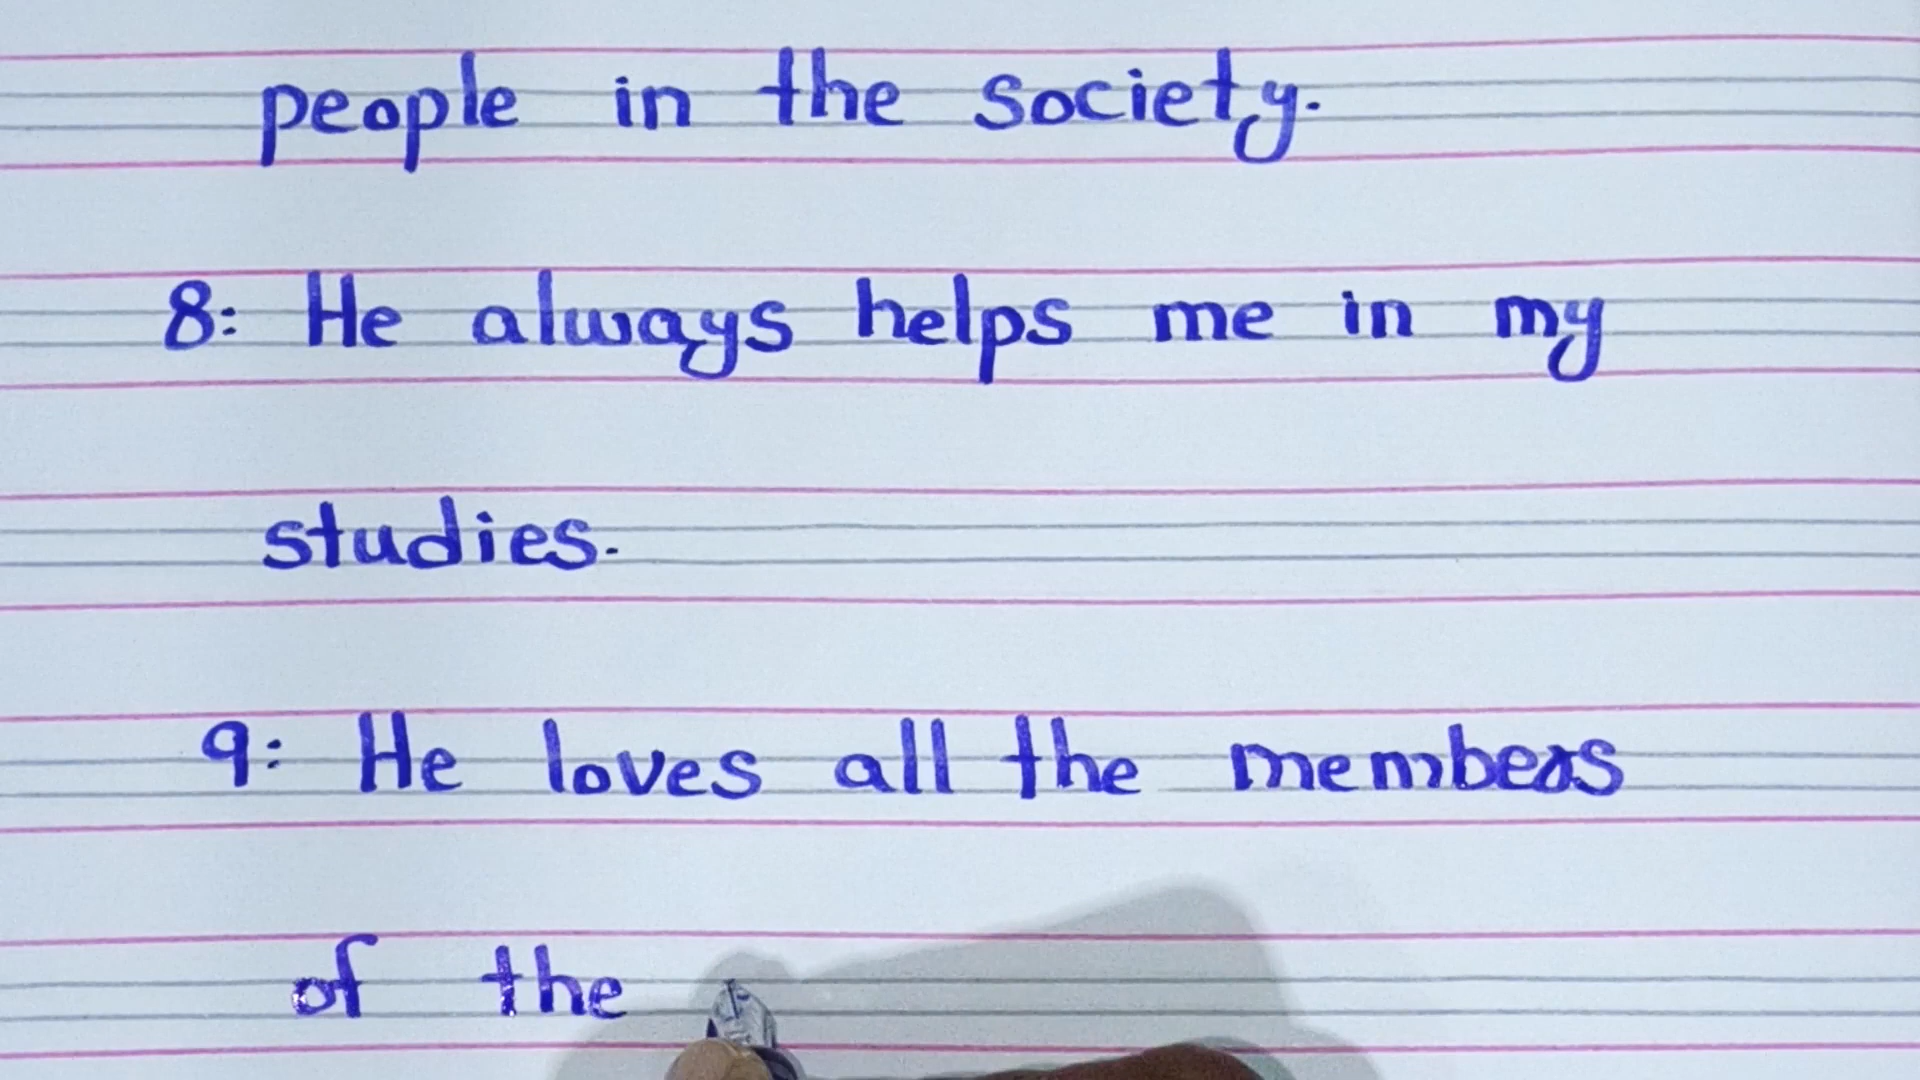 people in the society.
8: He always helps me in my
studies.
9: He loves all the members
of the